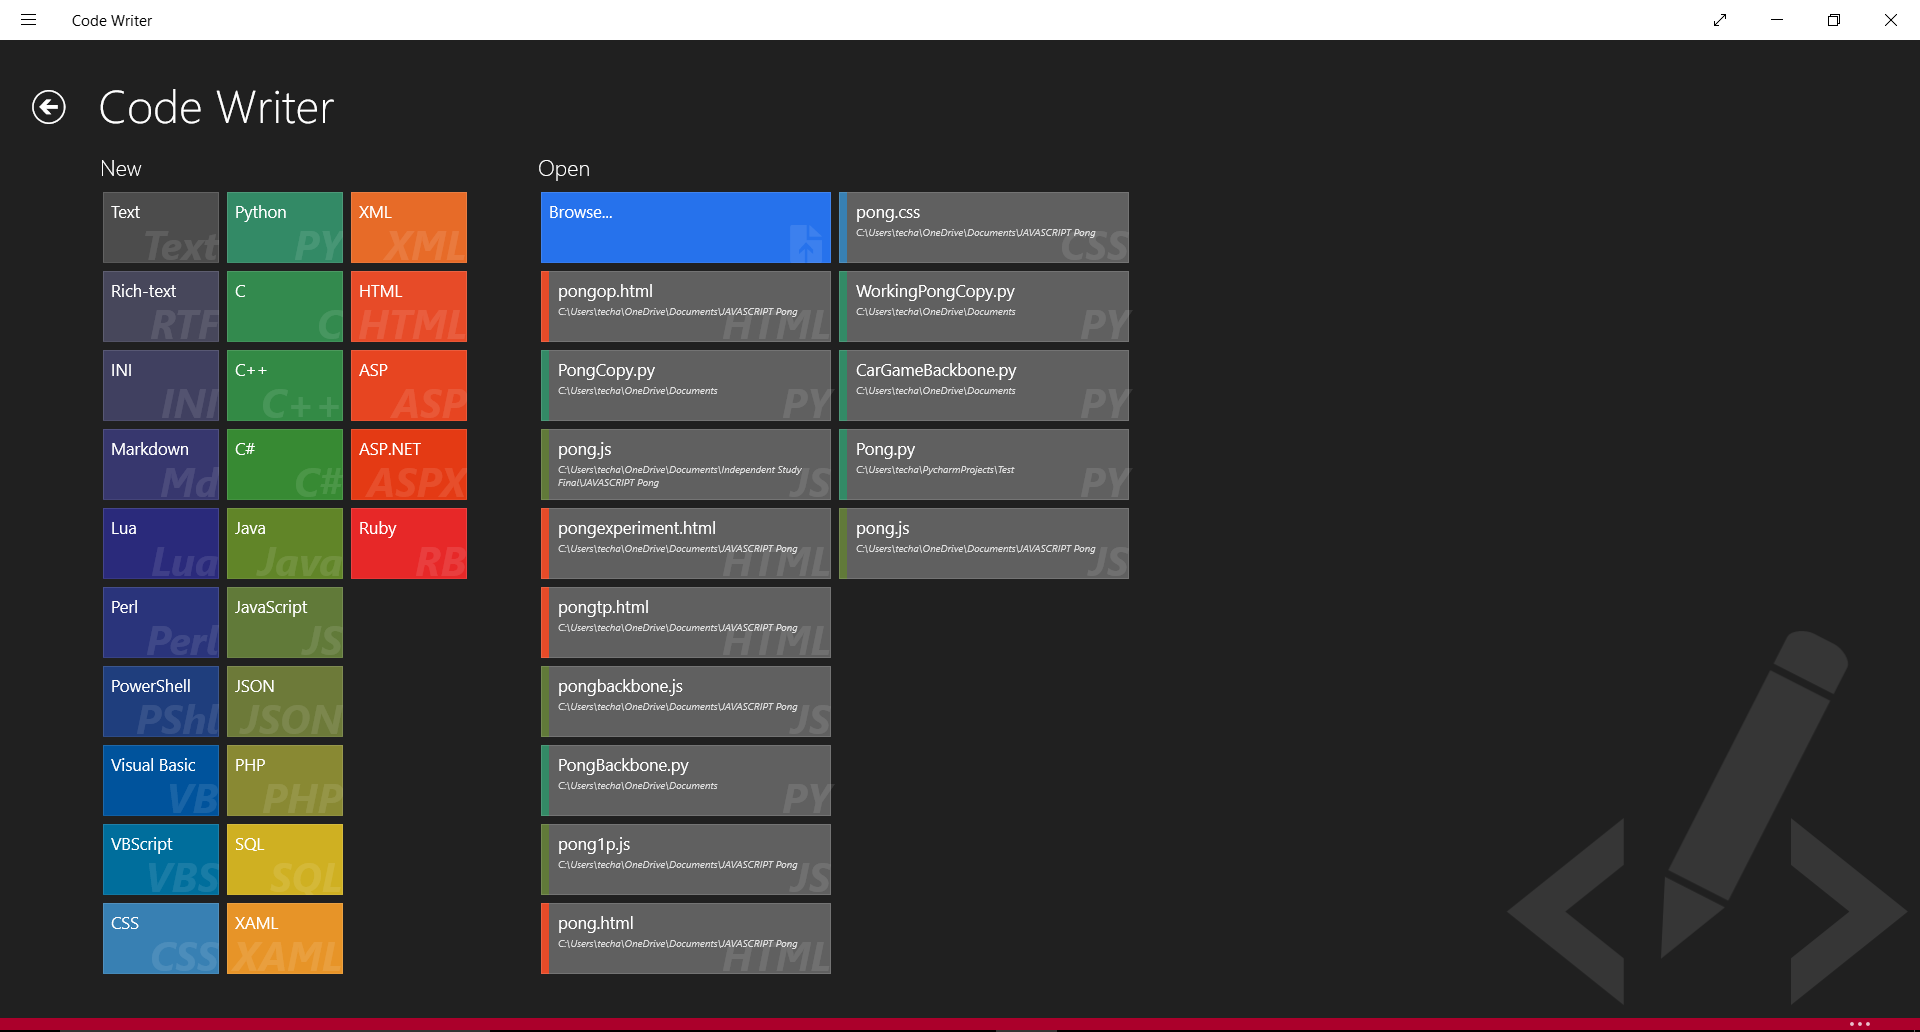 Code Writer
Code Writer
New
Text
Text
Python
PY
XML
XML
Rich-text
RTF
C
C
HTML
HTML
INI
INI
C++
C++
ASP
ASP
Markdown
Md
C#
C#
ASP.NET
ASPX
Lua
Lua
Java
Java
Ruby
RB
Perl
Perl
JavaScript
JS
PowerShell
PShl
JSON
JSON
Visual Basic
VB
PHP
PHP
VBScript
VBS
SQL
SQL
CSS
CSS
XAML
XAML
Open
Browse...
pongop.html
C:\Users\techa\OneDrive\Documents\JAVASCRIPT Pong
HTML
PongCopy.py
C:\Users\techa\OneDrive\Documents
PY
pong.js
C:\Users\techa\OneDrive\Documents\Independent Study
Final\JAVASCRIPT Pong
JS
pongexperiment.html
C:\Users\techa\OneDrive\Documents\JAVASCRIPT Pong
HTML
pongtp.html
C:\Users\techa\OneDrive\Documents\JAVASCRIPT Pong
HTML
pongbackbone.js
C:\Users\techa\OneDrive\Documents\JAVASCRIPT Pong
JS
PongBackbone.py
C:\Users\techa\OneDrive\Documents
PY
pong1p.js
C:\Users\techa\OneDrive\Documents\JAVASCRIPT Pong
JS
pong.html
C:\Users\techa\OneDrive\Documents\JAVASCRIPT Pong
HTML
pong.css
C:\Users\techa\OneDrive\Documents\JAVASCRIPT Pong
CSS
WorkingPongCopy.py
C:\Users\techa\OneDrive\Documents
PY
CarGameBackbone.py
C:\Users\techa\OneDrive\Documents
PY
Pong.py
C:\Users\techa\PycharmProjects\Test
PY
pong.js
C:\Users\techa\OneDrive\Documents\JAVASCRIPT Pong
JS